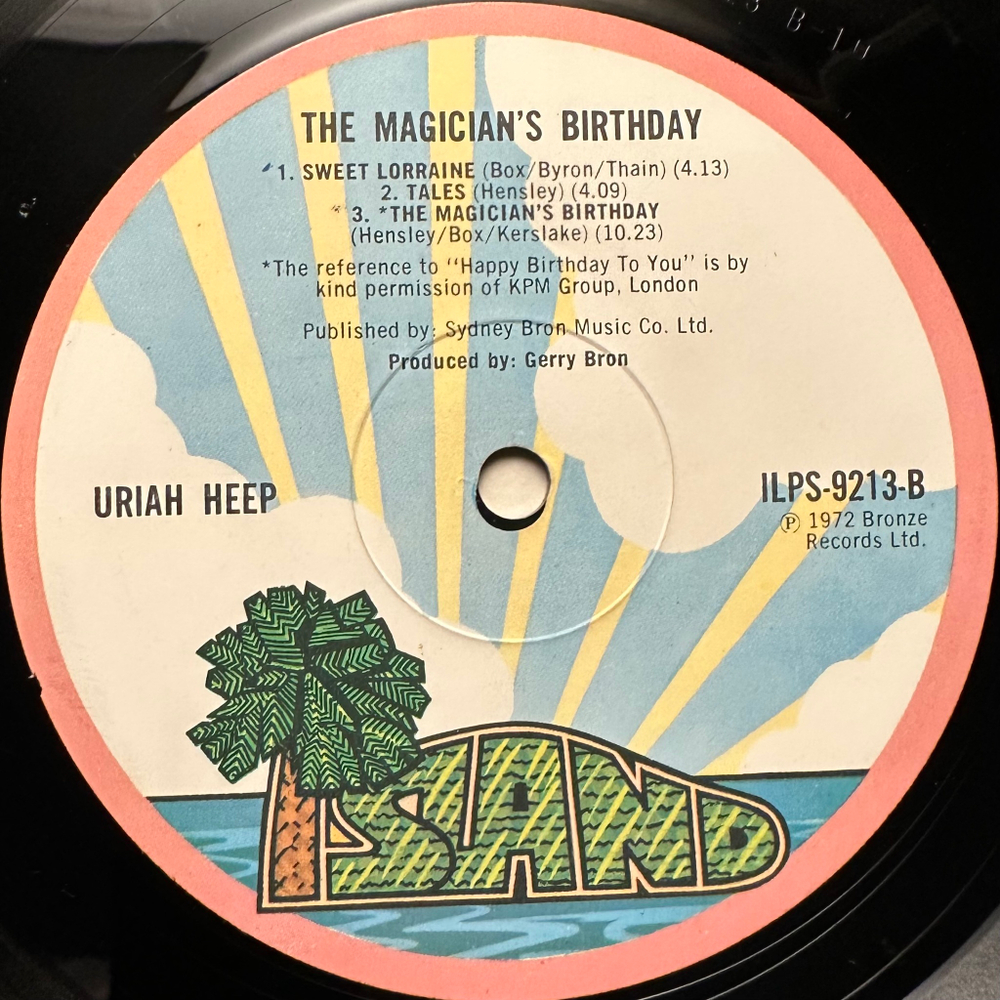 THE MAGICIAN'S BIRTHDAY
1. SWEET LORRAINE (Box/Byron/Thain) (4.13)
2. TALES (Hensley) (4.09)
3. *THE MAGICIAN'S BIRTHDAY
(Hensley/Box/Kerslake) (10.23)
*The reference to "Happy Birthday To You" is by
kind permission of KPM Group, London
Published by: Sydney Bron Music Co. Ltd.
Produced by: Gerry Bron
URIAH HEEP
ILPS-9213-B
℗ 1972 Bronze
Records Ltd.
ISLAND